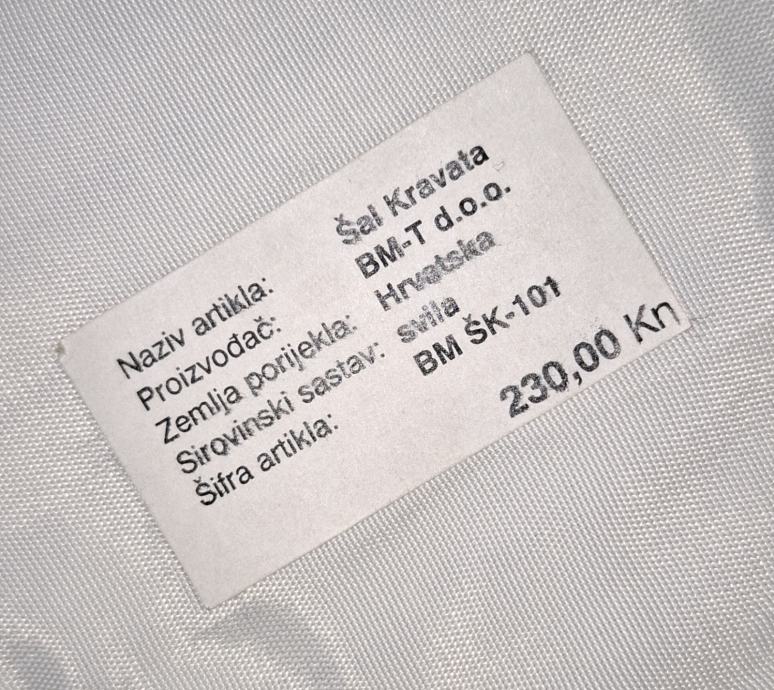 Naziv artikla: Šal Kravata
Proizvođač: BM-T d.o.o.
Zemlja porijekla: Hrvatska
Sirovinski sastav: svila
Šifra artikla: BM ŠK-101
230,00 Kn